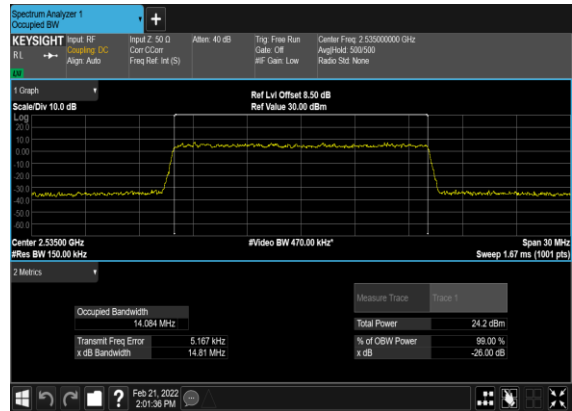 Spectrum Analyzer 1
Occupied BW
+
KEYSIGHT
RL
Input: RF
Coupling: DC
Align: Auto
Input Z: 50 Ω
Corr CCorr
Freq Ref: Int (S)
Atten: 40 dB
Trig: Free Run
Gate: Off
#IF Gain: Low
Center Freq: 2.535000000 GHz
Avg|Hold: 500/500
Radio Std: None
LW
1 Graph
Scale/Div 10.0 dB
Ref Lvl Offset 8.50 dB
Ref Value 30.00 dBm
Log
20.0
10.0
0.00
-10.0
-20.0
-30.0
-40.0
-50.0
-60.0
Center 2.53500 GHz
#Res BW 150.00 kHz
#Video BW 470.00 kHz*
Span 30 MHz
Sweep 1.67 ms (1001 pts)
2 Metrics
Measure Trace
Trace 1
Occupied Bandwidth
14.084 MHz
Total Power
24.2 dBm
Transmit Freq Error
5.167 kHz
% of OBW Power
99.00 %
x dB Bandwidth
14.81 MHz
x dB
-26.00 dB
?
Feb 21, 2022
2:01:36 PM